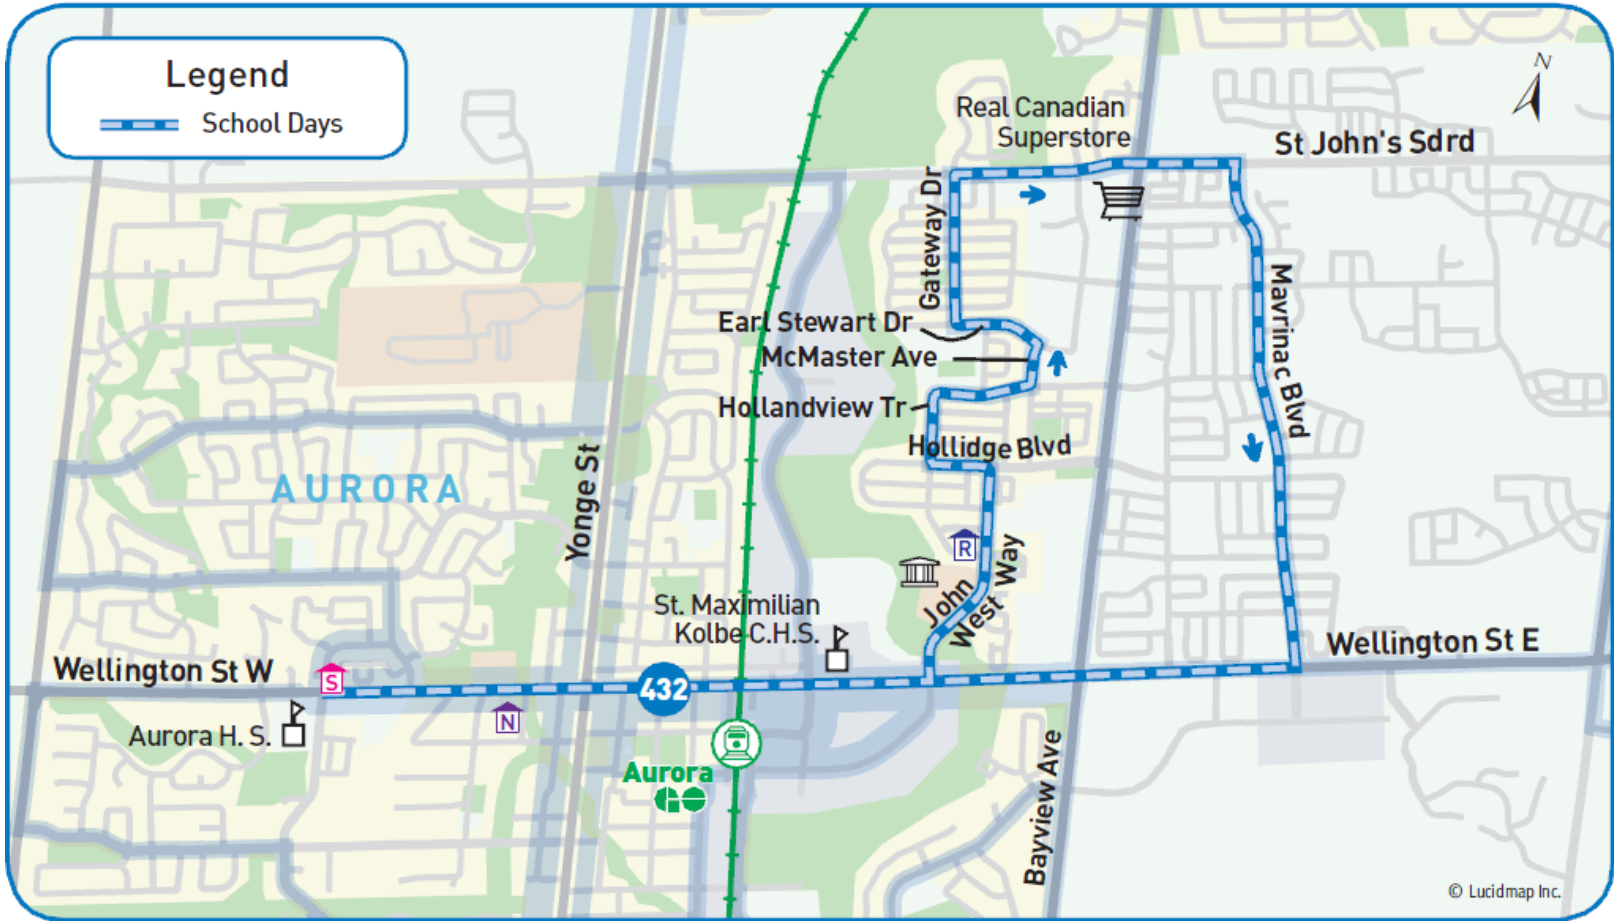 Legend
School Days
N
Real Canadian
Superstore
St John's Sdrd
Gateway Dr
Earl Stewart Dr
McMaster Ave
Hollandview Tr
Hollidge Blvd
Mavrinac Blvd
AURORA
Yonge St
R
John
West Way
St. Maximilian
Kolbe C.H.S.
Wellington St W
S
432
Wellington St E
N
Aurora H. S.
Aurora
GO
Bayview Ave
© Lucidmap Inc.